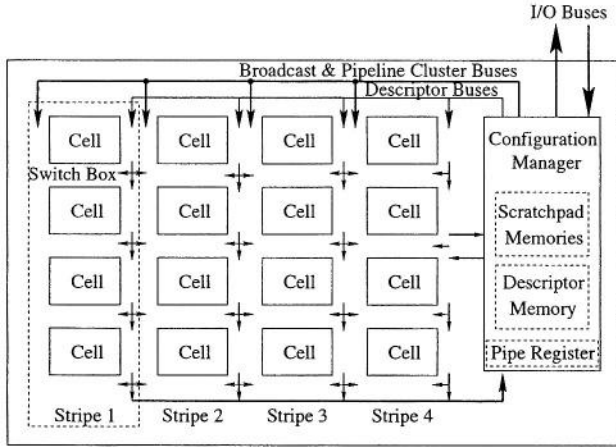 I/O Buses
Broadcast & Pipeline Cluster Buses
Descriptor Buses
Cell Cell Cell Cell
Configuration
Manager
Switch Box
Cell Cell Cell Cell
Scratchpad
Memories
Cell Cell Cell Cell
Descriptor
Memory
Cell Cell Cell Cell
Pipe Register
Stripe 1 Stripe 2 Stripe 3 Stripe 4